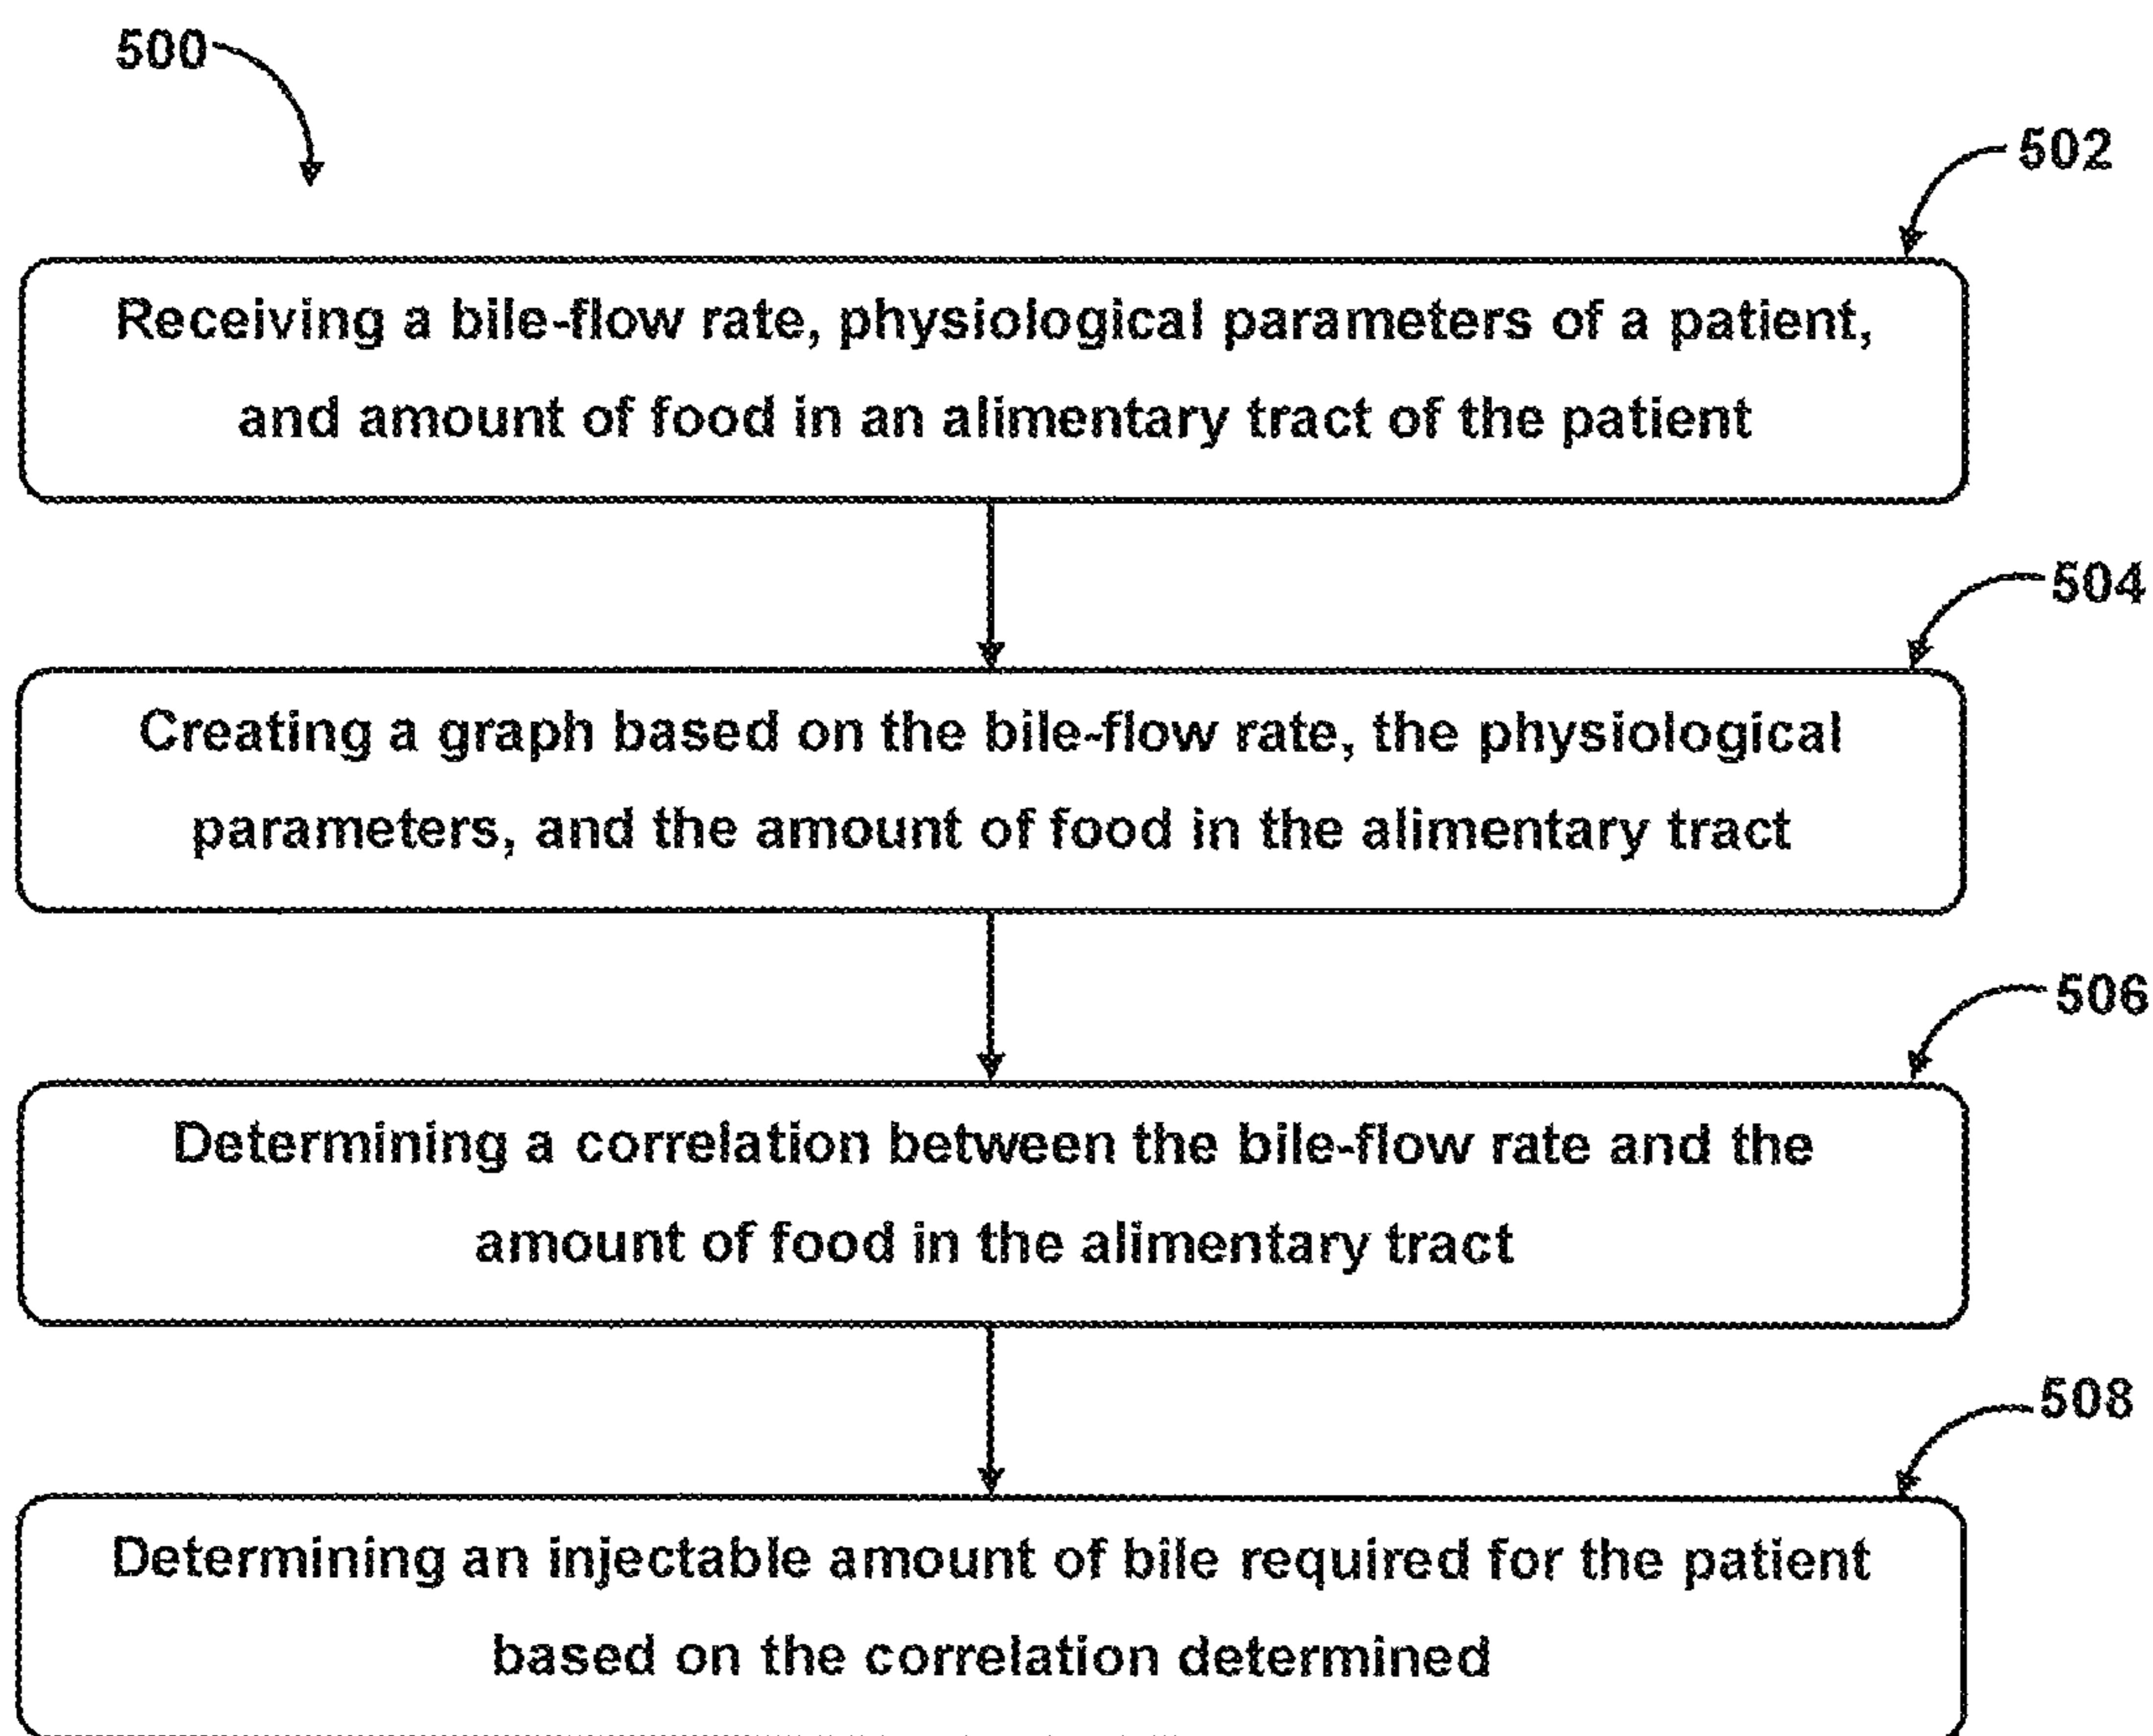 500
502
Receiving a bile-flow rate, physiological parameters of a patient,
and amount of food in an alimentary tract of the patient
504
Creating a graph based on the bile-flow rate, the physiological
parameters, and the amount of food in the alimentary tract
506
Determining a correlation between the bile-flow rate and the
amount of food in the alimentary tract
508
Determining an injectable amount of bile required for the patient
based on the correlation determined